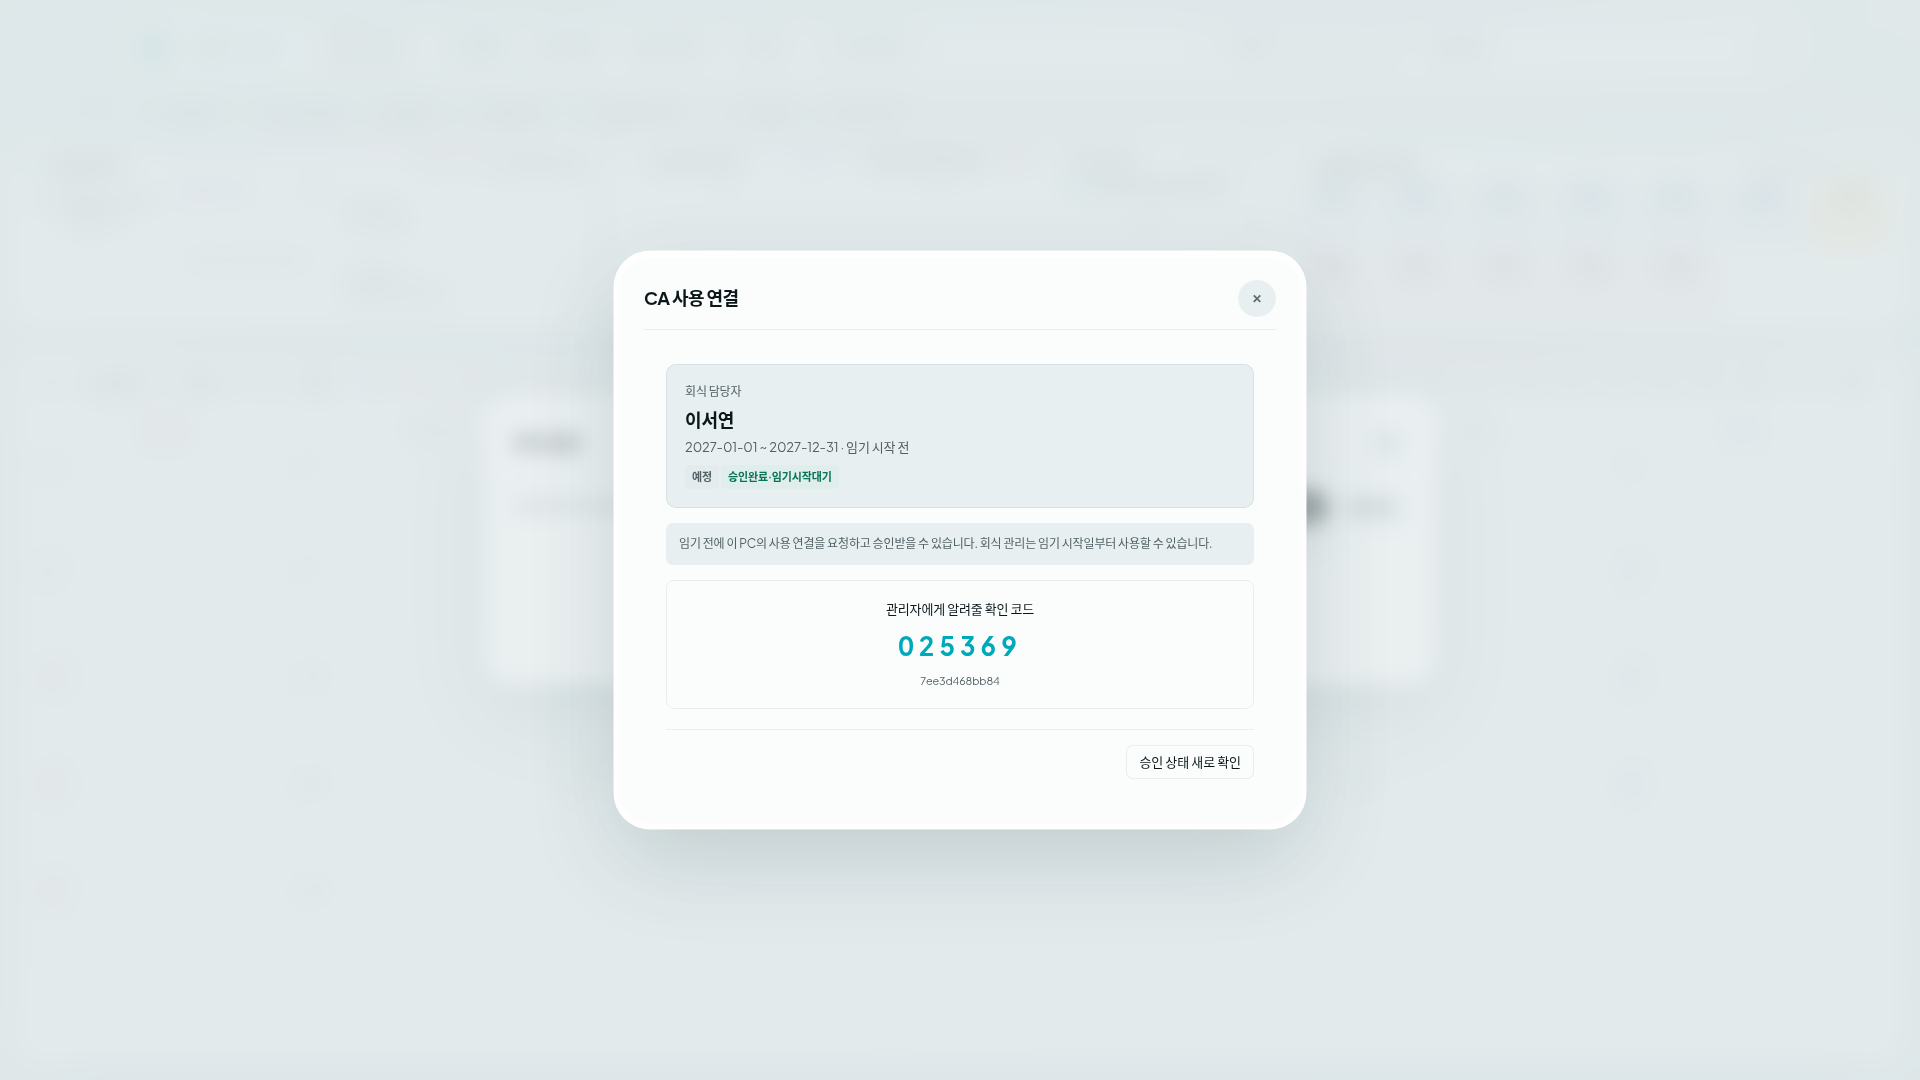 CA 사용 연결
×
회식 담당자
이서연
2027-01-01 ~ 2027-12-31 · 임기 시작 전
예정 승인완료·임기시작대기
임기 전에 이 PC의 사용 연결을 요청하고 승인받을 수 있습니다. 회식 관리는 임기 시작일부터 사용할 수 있습니다.
관리자에게 알려줄 확인 코드
025369
7ee3d468bb84
승인 상태 새로 확인